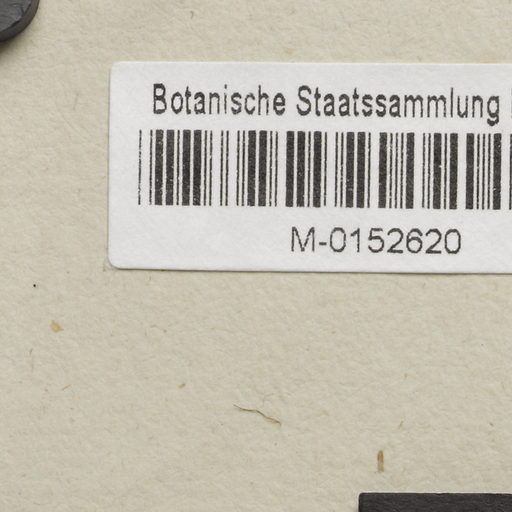 Botanische Staatssammlung
M-0152620